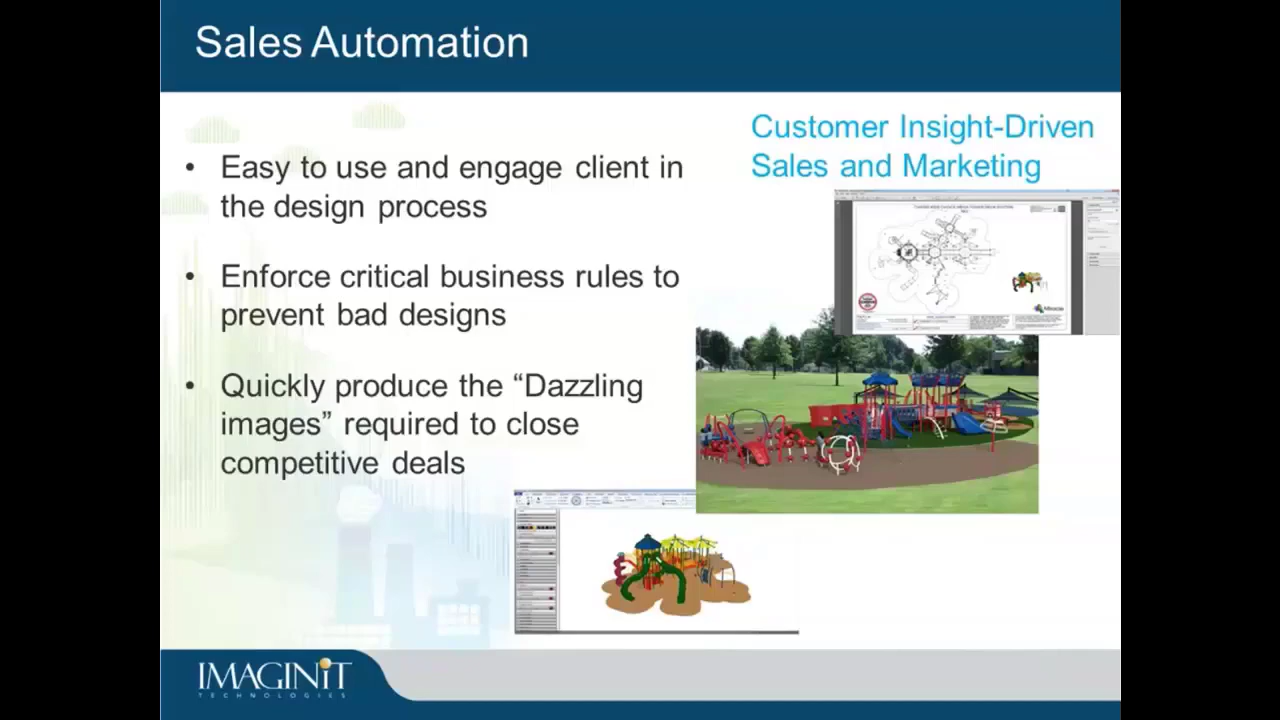 Sales Automation
Customer Insight-Driven
Sales and Marketing
• Easy to use and engage client in
the design process
• Enforce critical business rules to
prevent bad designs
• Quickly produce the “Dazzling
images” required to close
competitive deals
IMAGINiT
TECHNOLOGIES